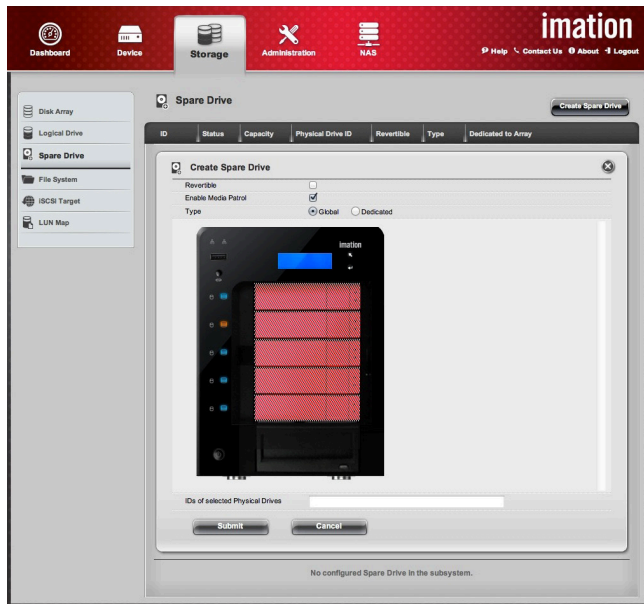 imation
Dashboard
Device
Storage
Administration
NAS
Help
Contact Us
About
Logout
Disk Array
Logical Drive
Spare Drive
File System
iSCSI Target
LUN Map
Spare Drive
Create Spare Drive
ID Status Capacity Physical Drive ID Revertible Type Dedicated to Array
Create Spare Drive
Revertible
Enable Media Patrol
Type Global Dedicated
imation
IDs of selected Physical Drives
Submit Cancel
No configured Spare Drive in the subsystem.